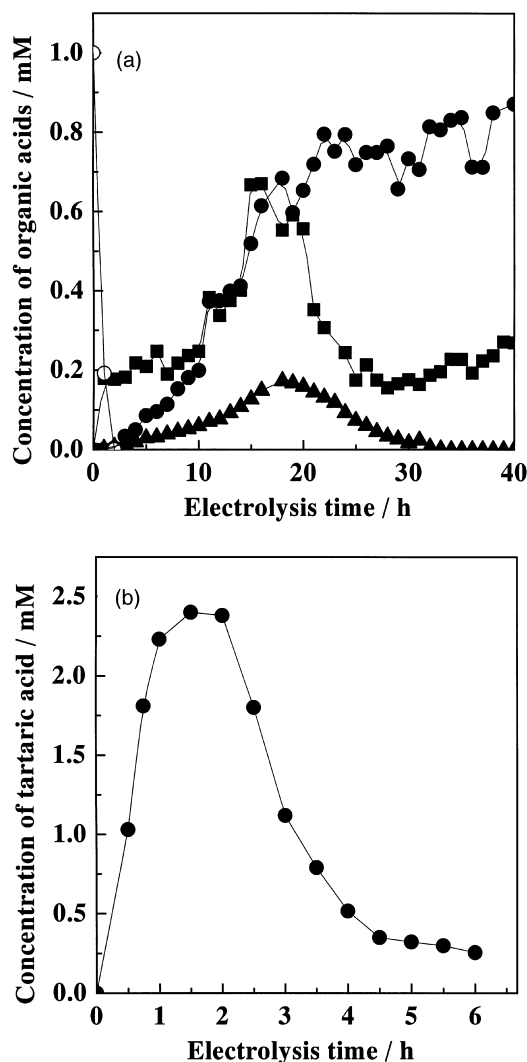 (a)
Concentration of organic acids / mM
1.0
0.8
0.6
0.4
0.2
0.0
0 10 20 30 40
Electrolysis time / h
(b)
Concentration of tartaric acid / mM
2.5
2.0
1.5
1.0
0.5
0.0
0 1 2 3 4 5 6
Electrolysis time / h